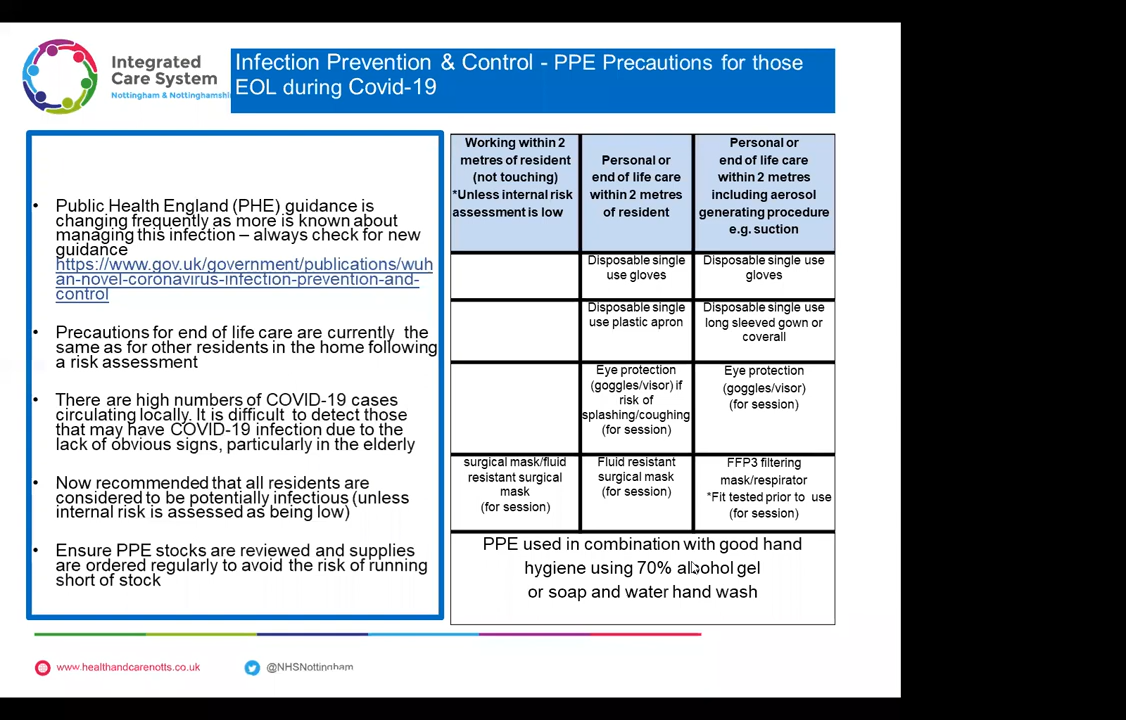 Integrated
Care System
Nottingham & Nottinghamshi
Infection Prevention & Control - PPE Precautions for those
EOL during Covid-19
• Public Health England (PHE) guidance is
changing frequently as more is known about
managing this infection – always check for new
guidance
https://www.gov.uk/government/publications/wuh
an-novel-coronavirus-infection-prevention-and-
control
• Precautions for end of life care are currently the
same as for other residents in the home following
a risk assessment
• There are high numbers of COVID-19 cases
circulating locally. It is difficult to detect those
that may have COVID-19 infection due to the
lack of obvious signs, particularly in the elderly
• Now recommended that all residents are
considered to be potentially infectious (unless
internal risk is assessed as being low)
• Ensure PPE stocks are reviewed and supplies
are ordered regularly to avoid the risk of running
short of stock
Working within 2
metres of resident
(not touching)
*Unless internal risk
assessment is low
Personal or
end of life care
within 2 metres
of resident
Personal or
end of life care
within 2 metres
including aerosol
generating procedure
e.g. suction
Disposable single
use gloves
Disposable single use
gloves
Disposable single
use plastic apron
Disposable single use
long sleeved gown or
coverall
Eye protection
(goggles/visor) if
risk of
splashing/coughing
(for session)
Eye protection
(goggles/visor)
(for session)
surgical mask/fluid
resistant surgical
mask
(for session)
Fluid resistant
surgical mask
(for session)
FFP3 filtering
mask/respirator
*Fit tested prior to use
(for session)
PPE used in combination with good hand
hygiene using 70% alcohol gel
or soap and water hand wash
www.healthandcarenotts.co.uk
@NHSNottingham